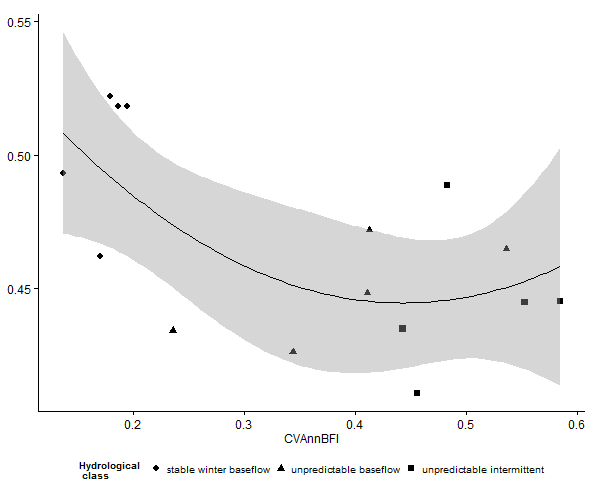 0.55
0.50
0.45
0.2 0.3 0.4 0.5 0.6
CVAnnBFI
Hydrological
class
stable winter baseflow unpredictable baseflow unpredictable intermittent